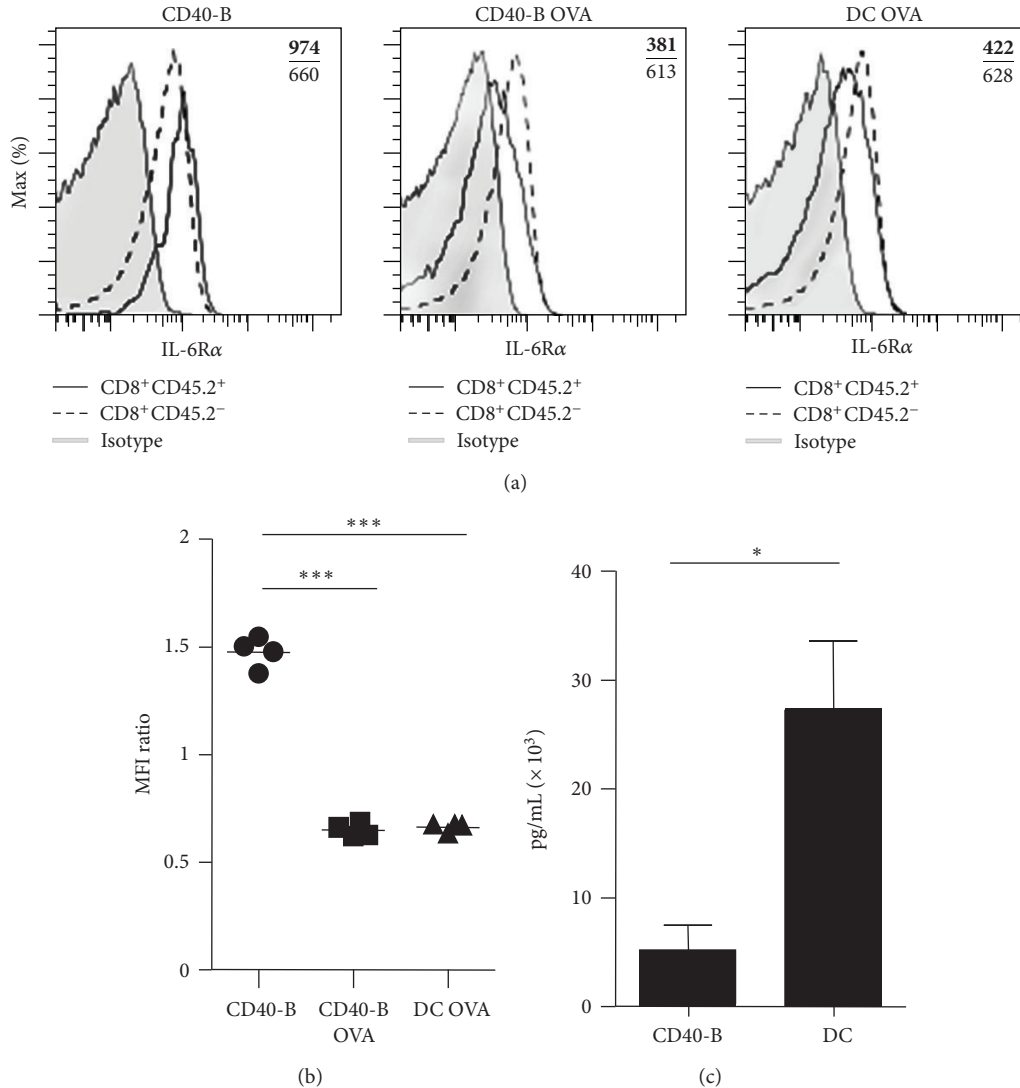 CD40-B
CD40-B OVA
DC OVA
974
660
381
613
422
628
Max (%)
IL-6Rα
IL-6Rα
IL-6Rα
CD8⁺CD45.2⁺
CD8⁺CD45.2⁻
Isotype
CD8⁺CD45.2⁺
CD8⁺CD45.2⁻
Isotype
CD8⁺CD45.2⁺
CD8⁺CD45.2⁻
Isotype
(a)
MFI ratio
2
1.5
1
0.5
0
***
***
CD40-B
CD40-B
OVA
DC OVA
(b)
pg/mL (× 10³)
40
30
20
10
0
*
CD40-B
DC
(c)